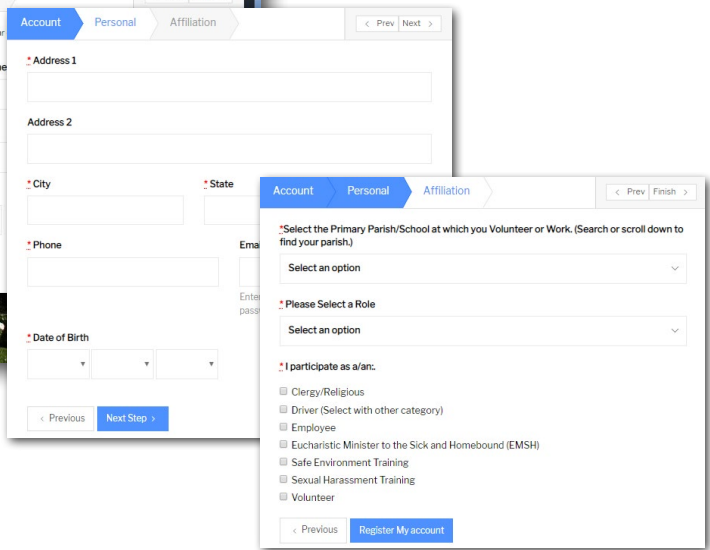 Account Personal Affiliation < Prev Next >
* Address 1
Address 2
* City * State
* Phone
* Date of Birth
< Previous Next Step >
Account Personal Affiliation < Prev Finish >
*Select the Primary Parish/School at which you Volunteer or Work. (Search or scroll down to
find your parish.)
Select an option
* Please Select a Role
Select an option
* I participate as a/an:.
Clergy/Religious
Driver (Select with other category)
Employee
Eucharistic Minister to the Sick and Homebound (EMSH)
Safe Environment Training
Sexual Harassment Training
Volunteer
< Previous Register My account